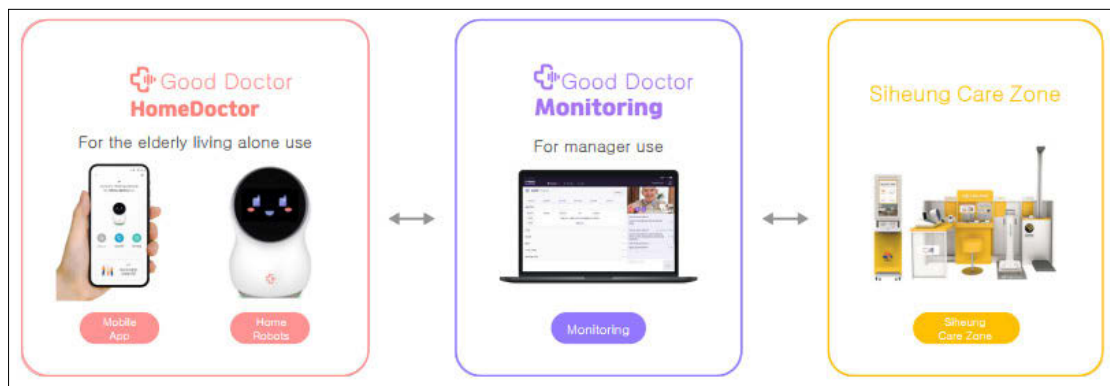 Good Doctor
HomeDoctor
For the elderly living alone use
Mobile
App
Home
Robots
Good Doctor
Monitoring
For manager use
Monitoring
Siheung Care Zone
Siheung
Care Zone